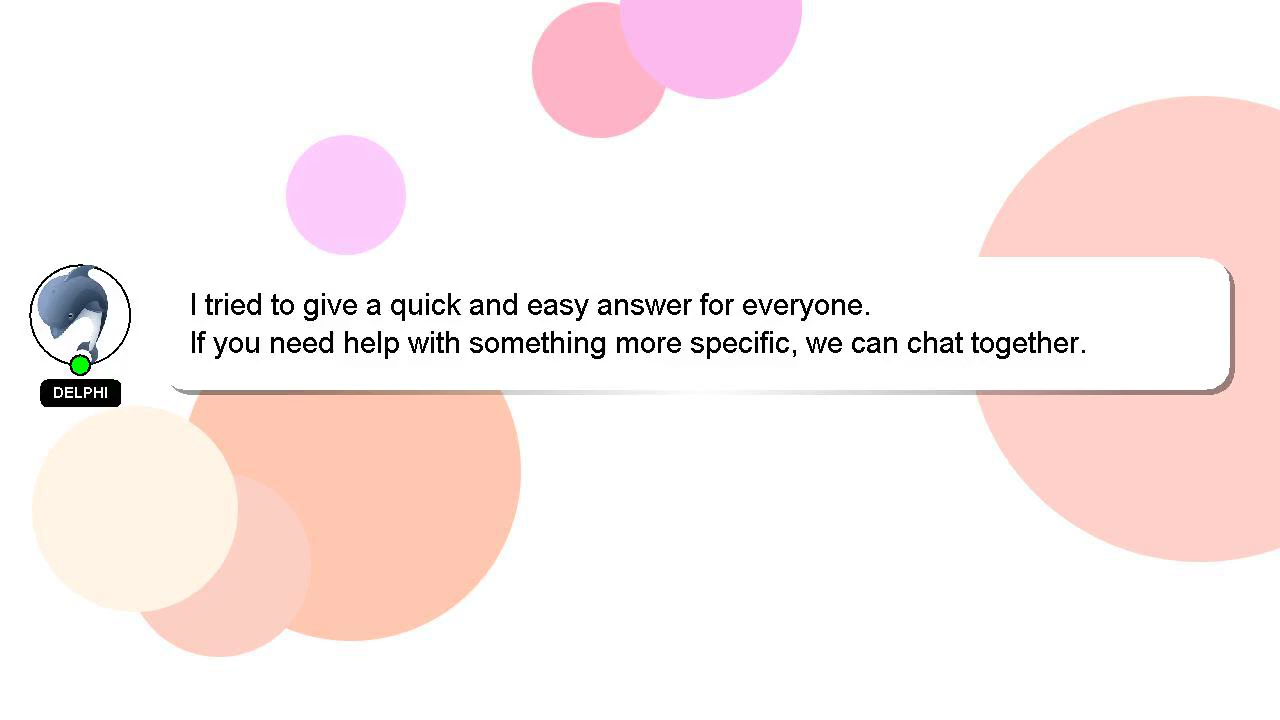 I tried to give a quick and easy answer for everyone.
If you need help with something more specific, we can chat together.
DELPHI